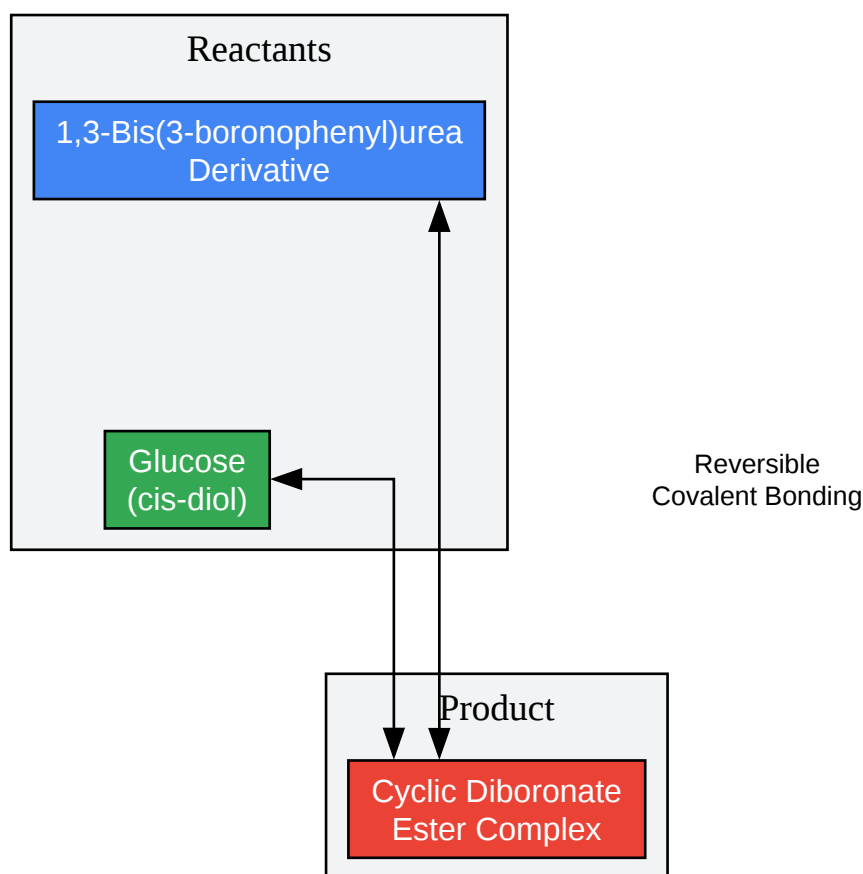 Reactants
1,3-Bis(3-boronophenyl)urea
Derivative
Glucose
(cis-diol)
Reversible
Covalent Bonding
Product
Cyclic Diboronate
Ester Complex